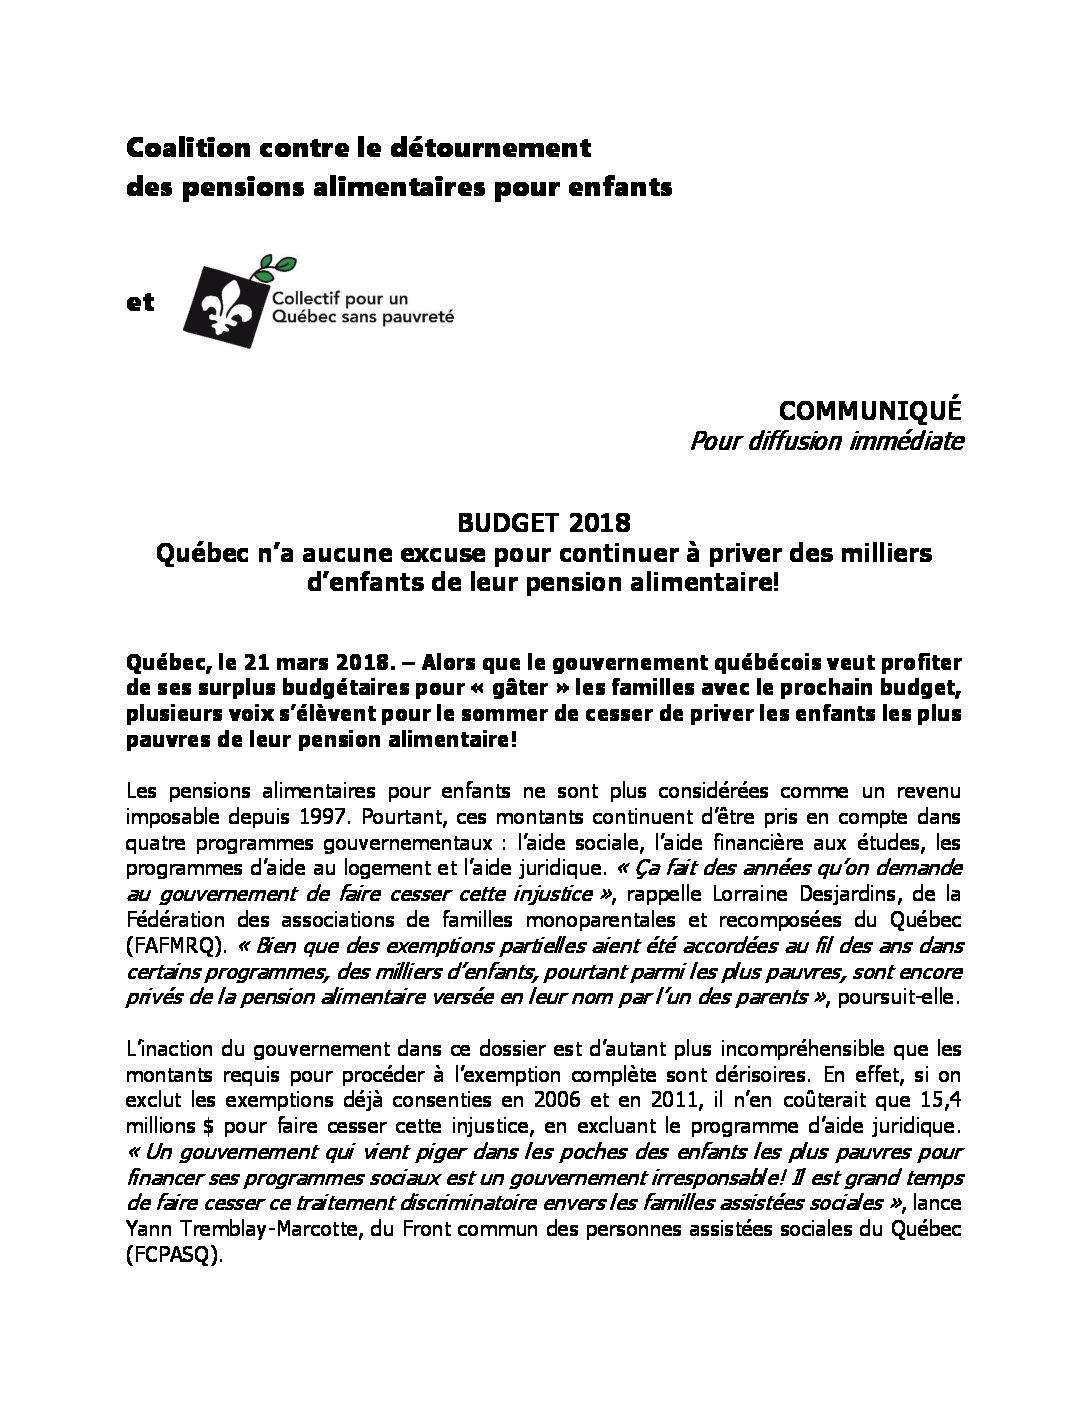 Coalition contre le détournement
des pensions alimentaires pour enfants
et
Collectif pour un
Québec sans pauvreté
COMMUNIQUÉ
Pour diffusion immédiate
BUDGET 2018
Québec n’a aucune excuse pour continuer à priver des milliers
d’enfants de leur pension alimentaire!
Québec, le 21 mars 2018. – Alors que le gouvernement québécois veut profiter
de ses surplus budgétaires pour « gâter » les familles avec le prochain budget,
plusieurs voix s’élèvent pour le sommer de cesser de priver les enfants les plus
pauvres de leur pension alimentaire!
Les pensions alimentaires pour enfants ne sont plus considérées comme un revenu
imposable depuis 1997. Pourtant, ces montants continuent d’être pris en compte dans
quatre programmes gouvernementaux : l’aide sociale, l’aide financière aux études, les
programmes d’aide au logement et l’aide juridique. « Ça fait des années qu’on demande
au gouvernement de faire cesser cette injustice », rappelle Lorraine Desjardins, de la
Fédération des associations de familles monoparentales et recomposées du Québec
(FAFMRQ). « Bien que des exemptions partielles aient été accordées au fil des ans dans
certains programmes, des milliers d’enfants, pourtant parmi les plus pauvres, sont encore
privés de la pension alimentaire versée en leur nom par l’un des parents », poursuit-elle.
L’inaction du gouvernement dans ce dossier est d’autant plus incompréhensible que les
montants requis pour procéder à l’exemption complète sont dérisoires. En effet, si on
exclut les exemptions déjà consenties en 2006 et en 2011, il n’en coûterait que 15,4
millions $ pour faire cesser cette injustice, en excluant le programme d’aide juridique.
« Un gouvernement qui vient piger dans les poches des enfants les plus pauvres pour
financer ses programmes sociaux est un gouvernement irresponsable! Il est grand temps
de faire cesser ce traitement discriminatoire envers les familles assistées sociales », lance
Yann Tremblay-Marcotte, du Front commun des personnes assistées sociales du Québec
(FCPASQ).